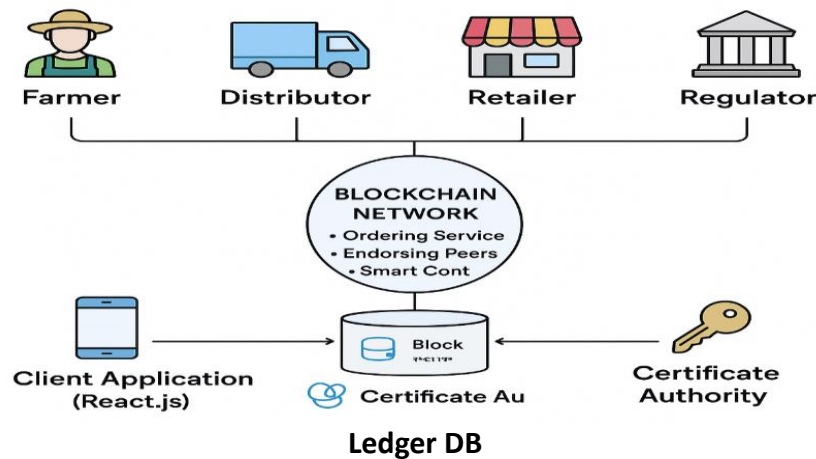 Farmer
Distributor
Retailer
Regulator
BLOCKCHAIN
NETWORK
• Ordering Service
• Endorsing Peers
• Smart Cont
Block
Client Application
(React.js)
Certificate Au
Certificate
Authority
Ledger DB